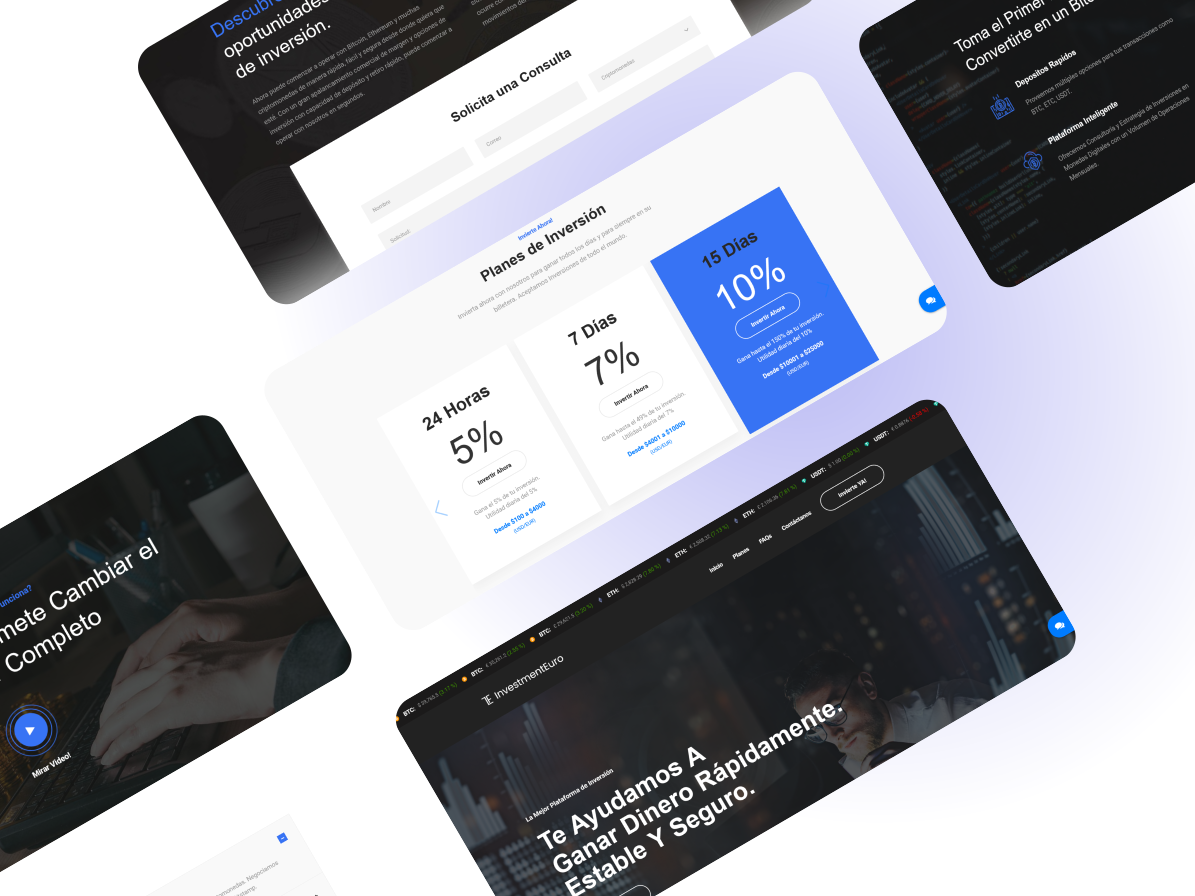 Descubre
oportunidades
de inversión.
Ahora puede comenzar a operar con Bitcoin, Ethereum y muchas
criptomonedas de manera rápida, fácil y segura desde donde quiera que
esté. Con un gran apalancamiento comercial de margen y opciones de
inversión con capacidad de depósito y retiro rápido, puede comenzar a
operar con nosotros en segundos.
movimientos del
Solicita una Consulta
Nombre
Correo
Criptomonedas
Solicitud
Toma el Primer
Convertirte en un
Depositos Rapidos
Proveemos múltiples opciones para tus transacciones como
BTC, ETC, USDT.
Plataforma Inteligente
Ofrecemos Consultoría y Estrategia de Inversiones en
Monedas Digitales con un Volumen de Operaciones
Mensuales.
Invierte Ahora!
Planes de Inversión
Invierta ahora con nosotros para ganar todos los días y para siempre en su
billetera. Aceptamos inversiones de todo el mundo.
24 Horas
5%
Invertir Ahora
Gana el 5% de tu inversión.
Utilidad diaria del 5%
Desde $100 a $4000
(USD/EUR)
7 Días
7%
Invertir Ahora
Gana hasta el 49% de tu inversión.
Utilidad diaria del 7%
Desde $4001 a $10000
(USD/EUR)
15 Días
10%
Invertir Ahora
Gana hasta el 150% de tu inversión.
Utilidad diaria del 10%
Desde $10001 a $25000
(USD/EUR)
funciona?
mete Cambiar el
Completo
Mirar Video!
monedas. Negociamos
BTC:
BTC:
BTC:
ETH:
ETH:
ETH:
USDT:
USDT:
InvestmentEuro
Inicio
Planes
FAQs
Contáctanos
Invierte YA!
La Mejor Plataforma de Inversión
Te Ayudamos A
Ganar Dinero Rápidamente.
Estable Y Seguro.